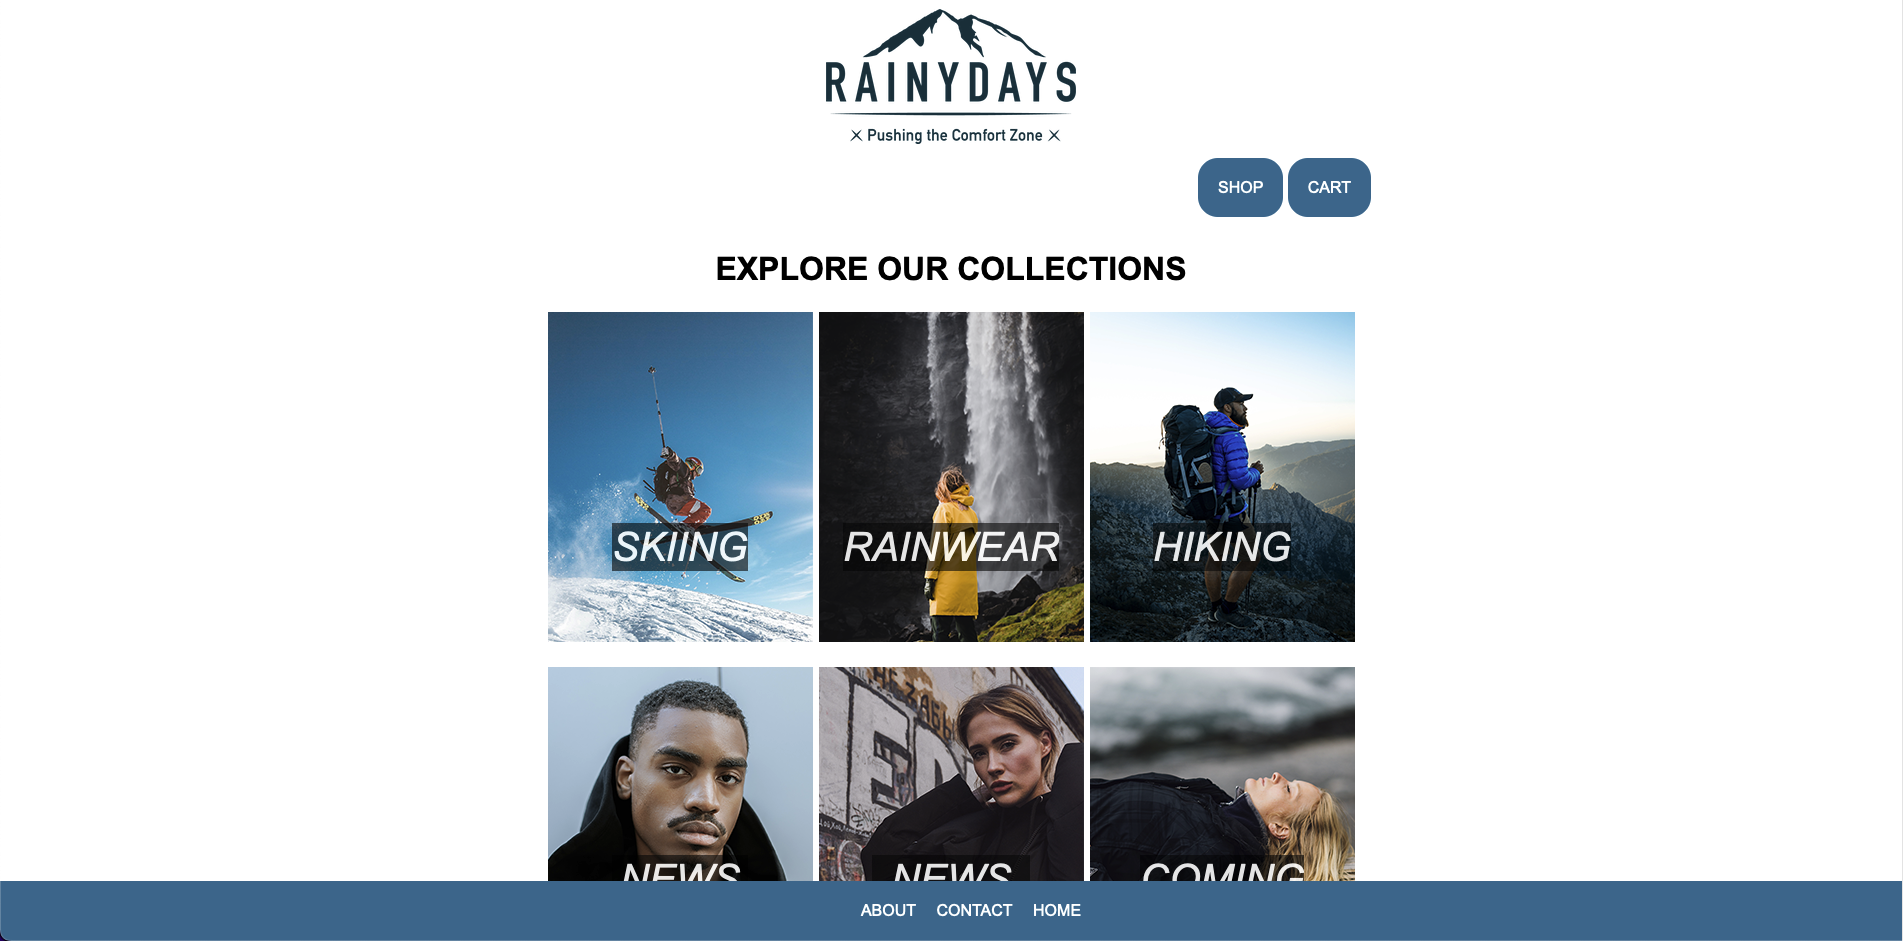 RAINYDAYS
Pushing the Comfort Zone
SHOP CART
EXPLORE OUR COLLECTIONS
SKIING RAINWEAR HIKING
NEWS NEWS COMING
ABOUT CONTACT HOME